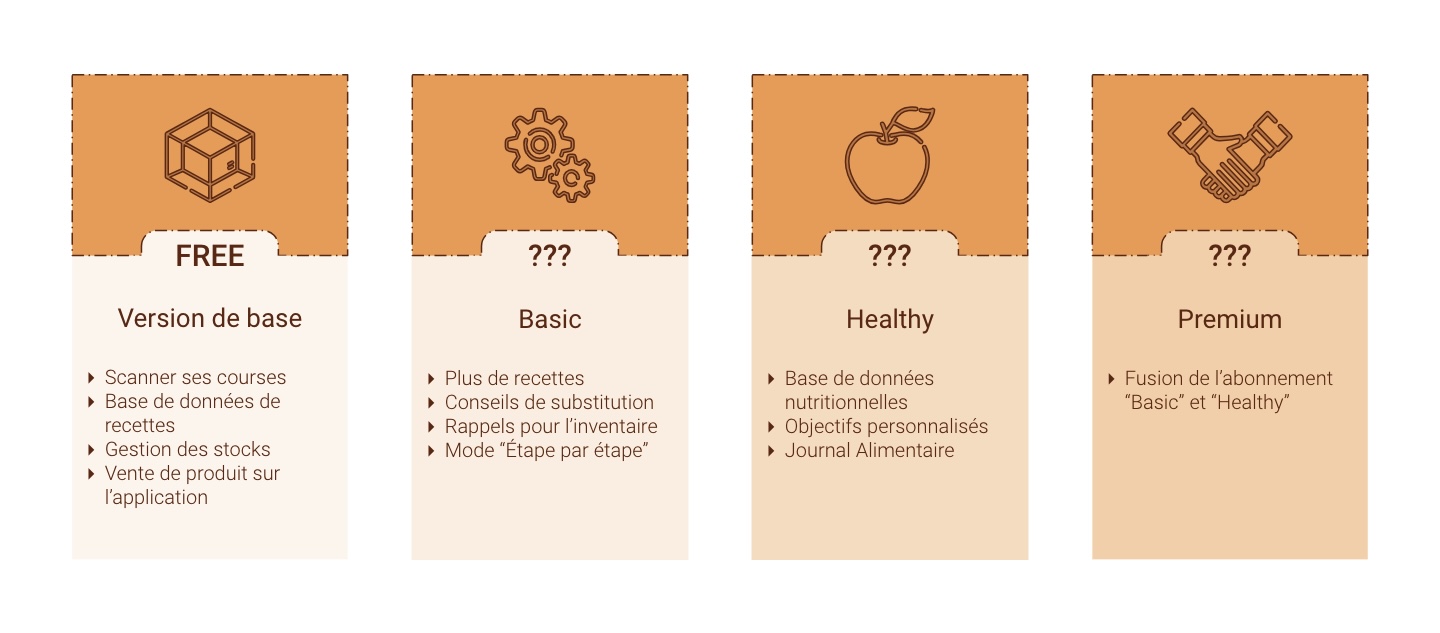 FREE
Version de base
Scanner ses courses
Base de données de
recettes
Gestion des stocks
Vente de produit sur
l’application
???
Basic
Plus de recettes
Conseils de substitution
Rappels pour l’inventaire
Mode “Étape par étape”
???
Healthy
Base de données
nutritionnelles
Objectifs personnalisés
Journal Alimentaire
???
Premium
Fusion de l’abonnement
“Basic” et “Healthy”